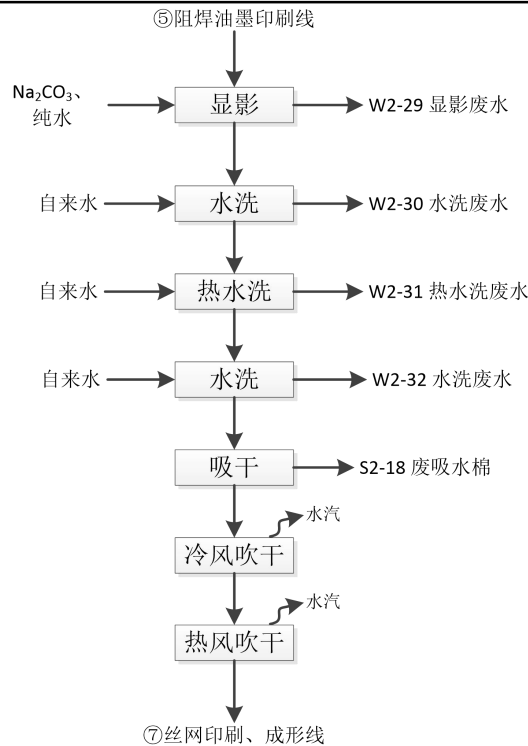 ⑤阻焊油墨印刷线
Na₂CO₃、
纯水
显影
W2-29 显影废水
自来水
水洗
W2-30 水洗废水
自来水
热水洗
W2-31 热水洗废水
自来水
水洗
W2-32 水洗废水
吸干
S2-18 废吸水棉
水汽
冷风吹干
水汽
热风吹干
⑦丝网印刷、成形线